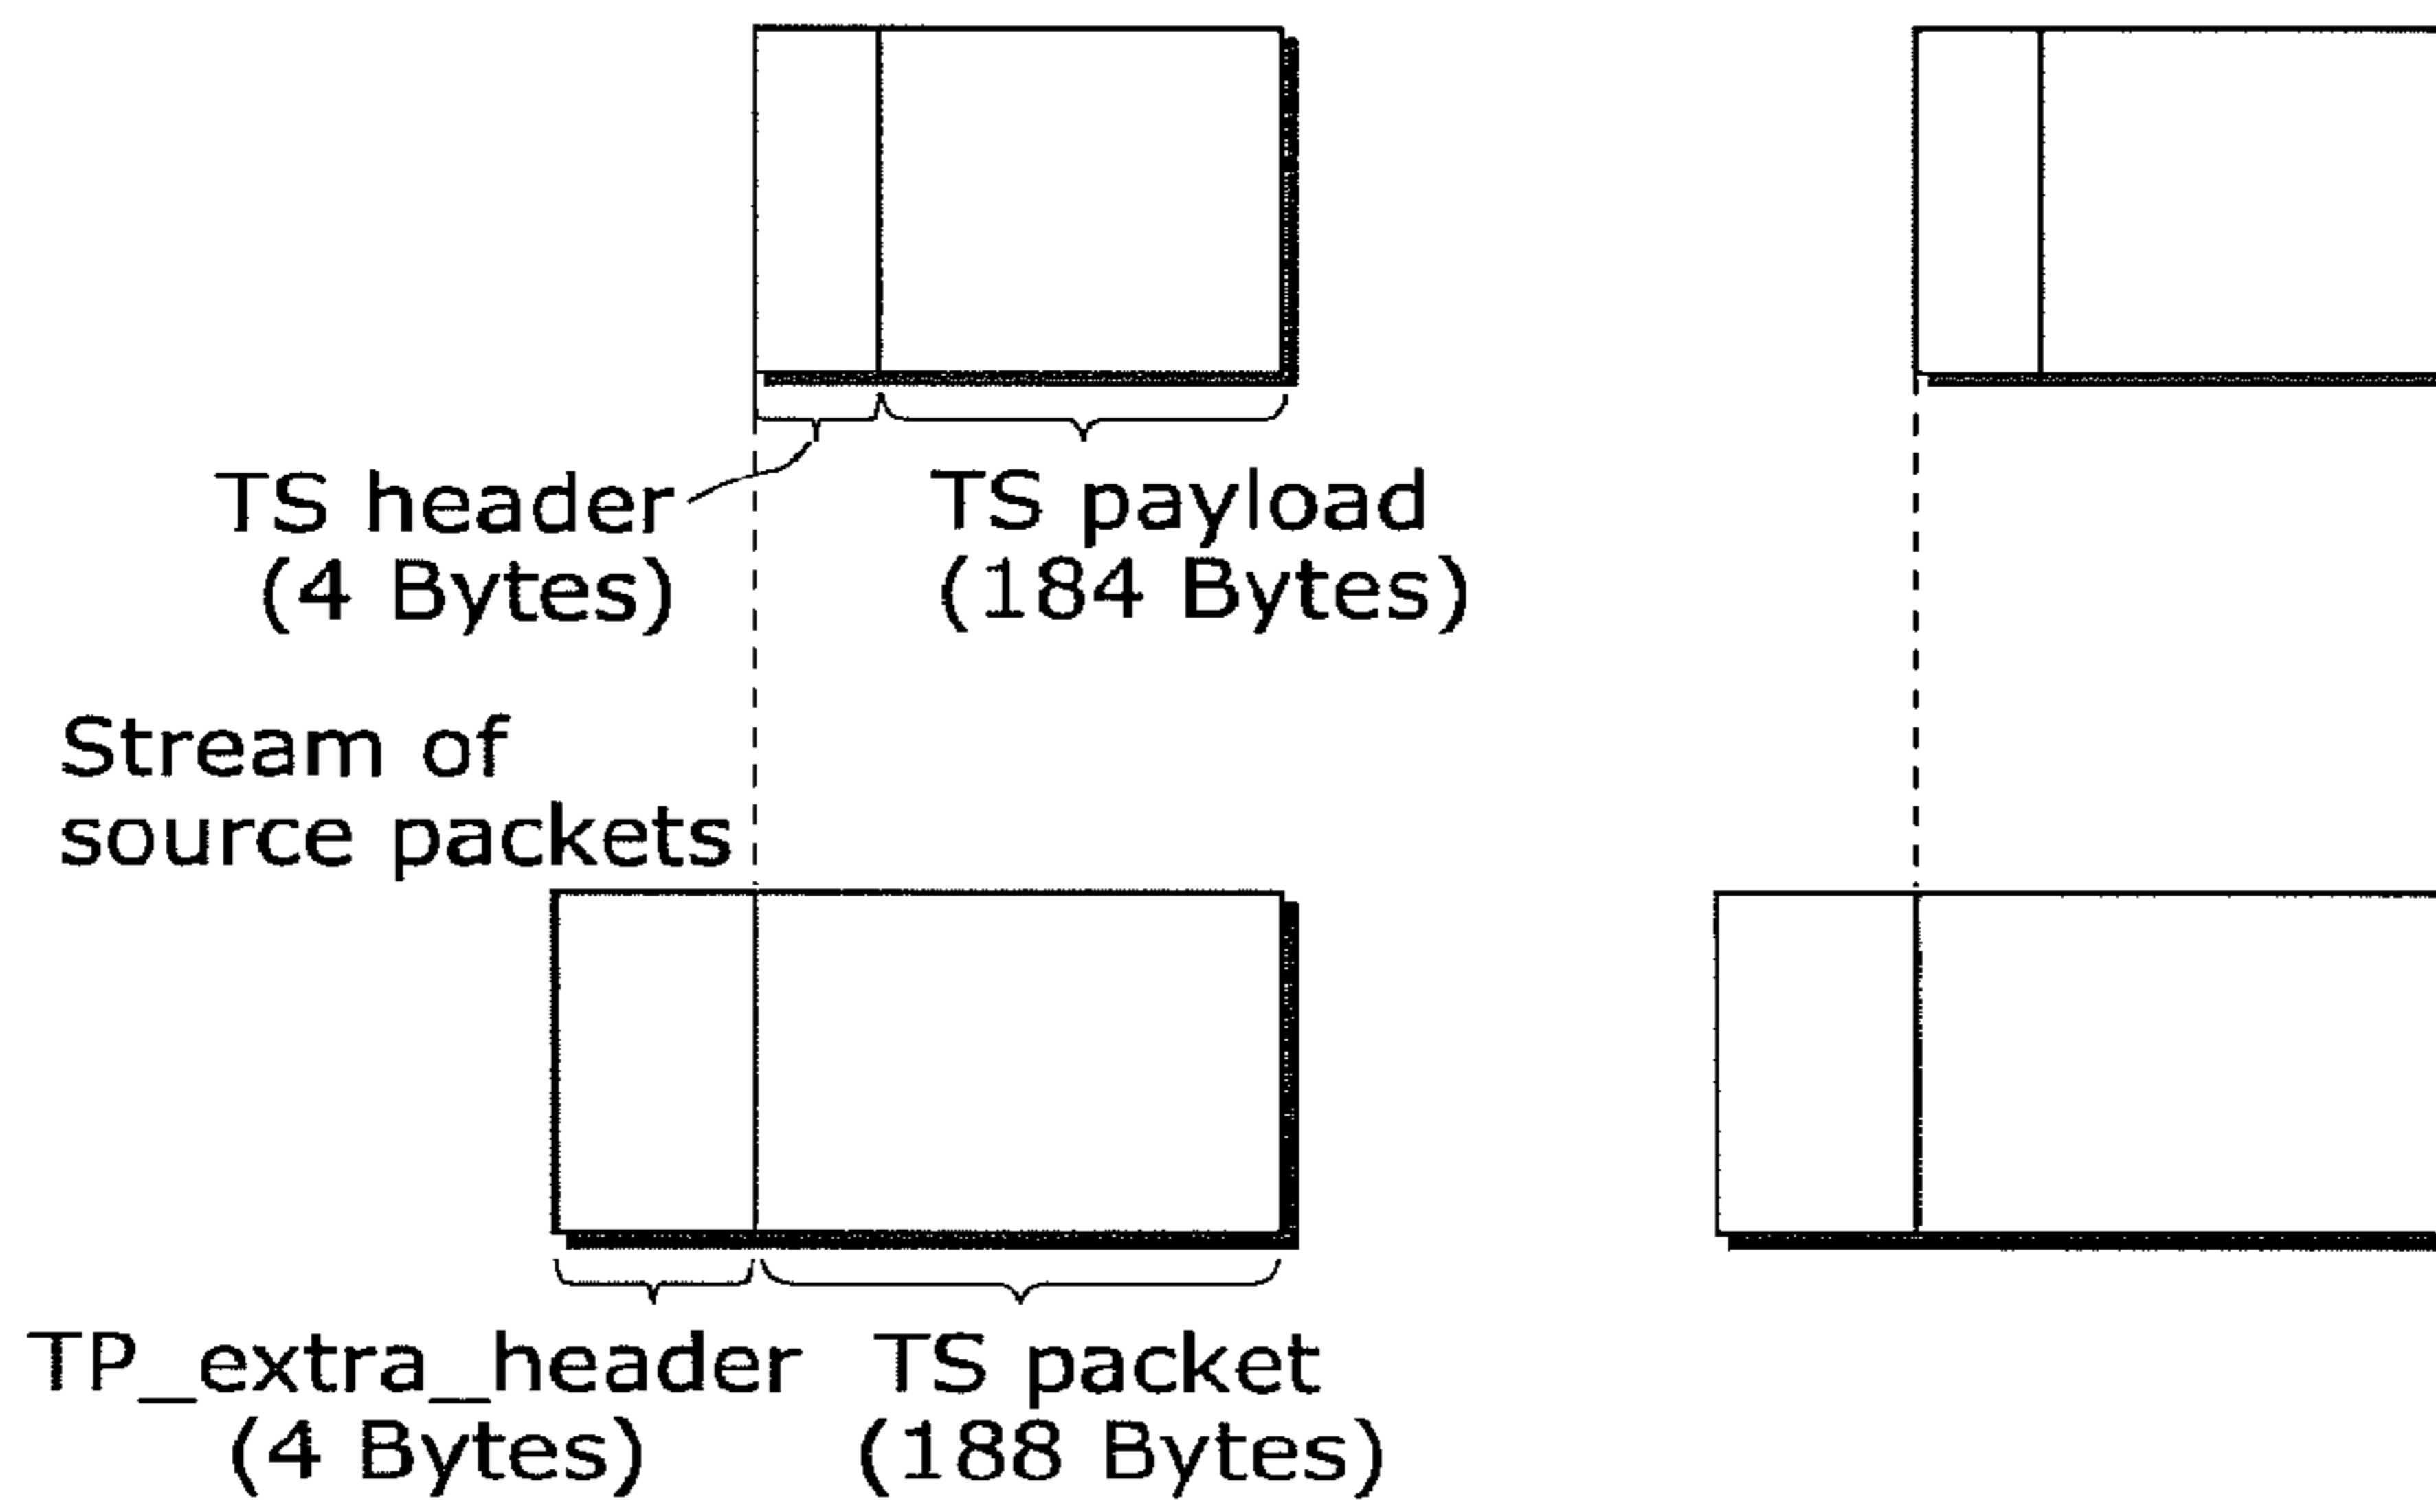 TS header
(4 Bytes)
TS payload
(184 Bytes)
Stream of
source packets
TP_extra_header
(4 Bytes)
TS packet
(188 Bytes)